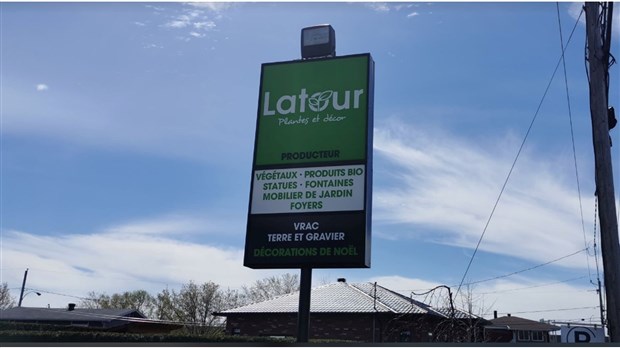 Latour
Plantes et décor
PRODUCTEUR
VÉGÉTAUX · PRODUITS BIO
STATUES · FONTAINES
MOBILIER DE JARDIN
FOYERS
VRAC
TERRE ET GRAVIER
DÉCORATIONS DE NOËL
P